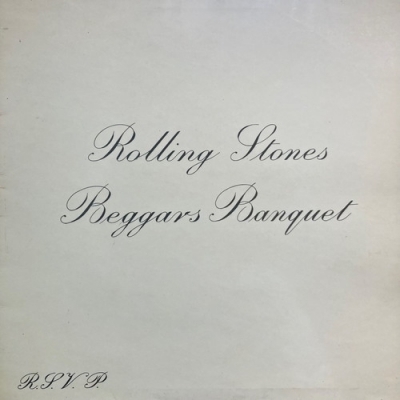 Rolling Stones
Beggars Banquet
R.S.V.P.